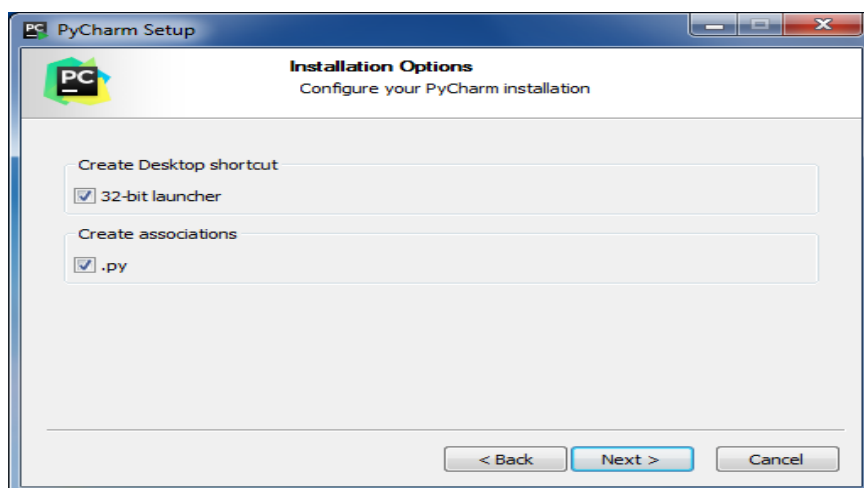 PC PyCharm Setup
PC
Installation Options
Configure your PyCharm installation
Create Desktop shortcut
32-bit launcher
Create associations
.py
< Back Next > Cancel